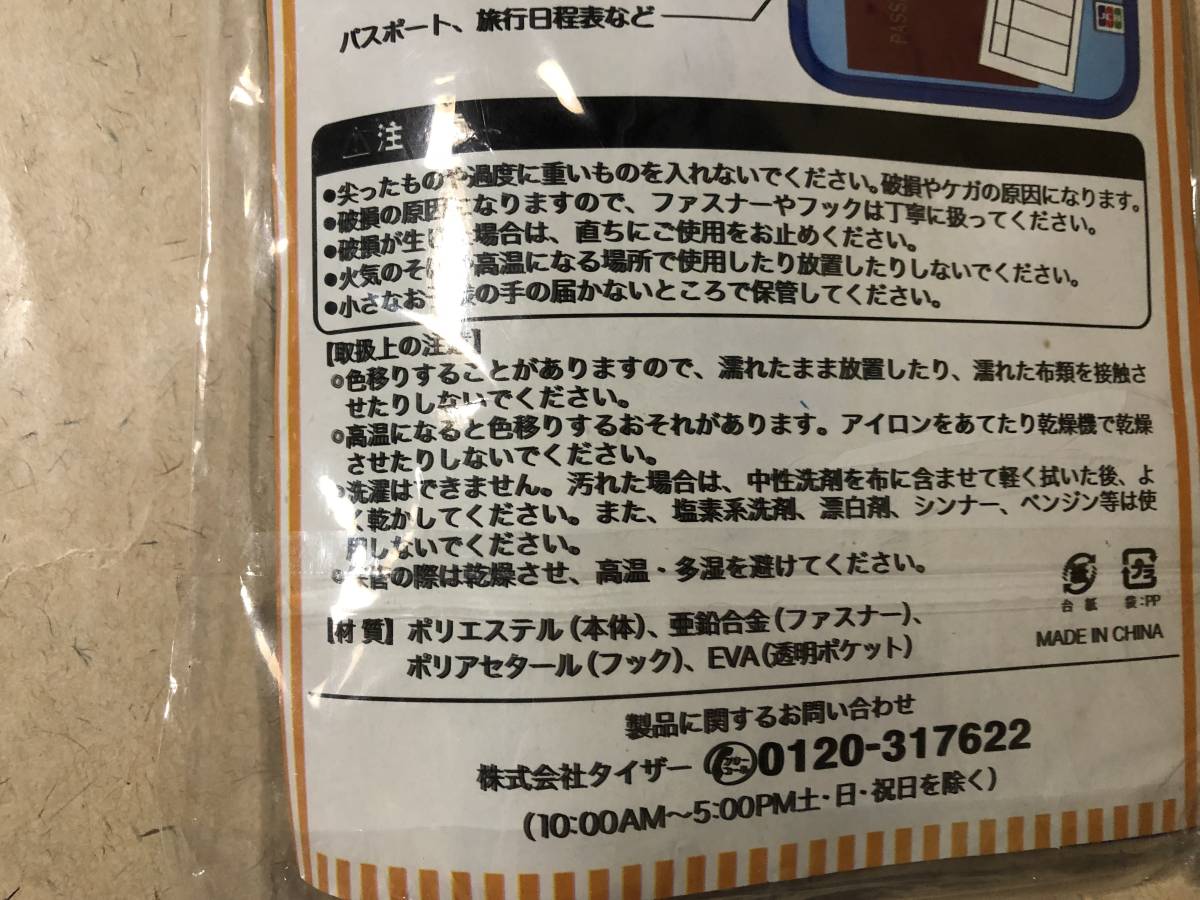 パスポート、旅行日程表など
PASS
JCB
注
●尖ったものや過度に重いものを入れないでください。破損やケガの原因になります。
●破損の原因になりますので、ファスナーやフックは丁寧に扱ってください。
●破損が生じた場合は、直ちにご使用をお止めください。
●火気のそばや高温になる場所で使用したり放置したりしないでください。
●小さなお子様の手の届かないところで保管してください。
【取扱上の注意】
○色移りすることがありますので、濡れたまま放置したり、濡れた布類を接触さ
せたりしないでください。
○高温になると色移りするおそれがあります。アイロンをあてたり乾燥機で乾燥
させたりしないでください。
○洗濯はできません。汚れた場合は、中性洗剤を布に含ませて軽く拭いた後、よ
く乾かしてください。また、塩素系洗剤、漂白剤、シンナー、ベンジン等は使
用しないでください。
○保管の際は乾燥させ、高温・多湿を避けてください。
紙 プラ
台紙 袋:PP
MADE IN CHINA
【材質】ポリエステル(本体)、亜鉛合金(ファスナー)、
ポリアセタール(フック)、EVA(透明ポケット)
製品に関するお問い合わせ
株式会社タイザー フリーコール 0120-317622
(10:00AM～5:00PM土・日・祝日を除く)